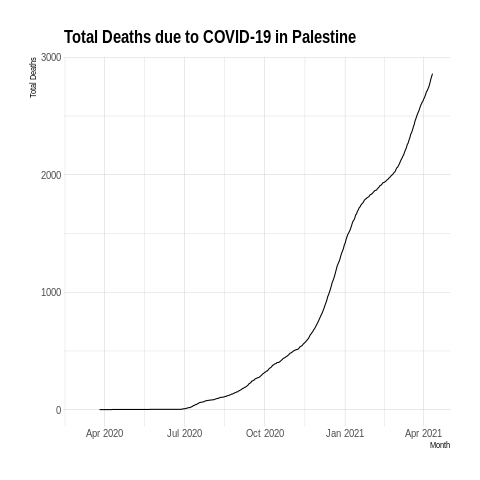 Total Deaths due to COVID-19 in Palestine
Total Deaths
3000
2000
1000
0
Apr 2020 Jul 2020 Oct 2020 Jan 2021 Apr 2021
Month